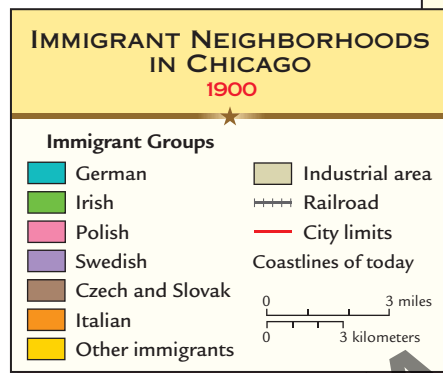 IMMIGRANT NEIGHBORHOODS
IN CHICAGO
1900
Immigrant Groups
German
Irish
Polish
Swedish
Czech and Slovak
Italian
Other immigrants
Industrial area
Railroad
City limits
Coastlines of today
0 3 miles
0 3 kilometers